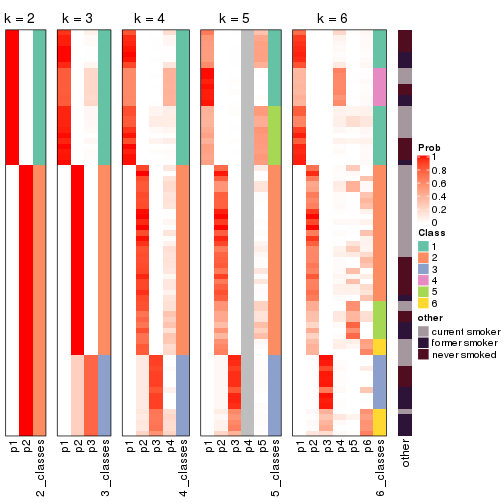 k = 2 k = 3 k = 4 k = 5 k = 6
Prob
1
0.8
0.6
0.4
0.2
0
Class
1
2
3
4
5
6
other
current smoker
former smoker
never smoked
p1 p2 2_classes p1 p2 p3 3_classes p1 p2 p3 p4 4_classes p1 p2 p3 p4 p5 5_classes p1 p2 p3 p4 p5 p6 6_classes other